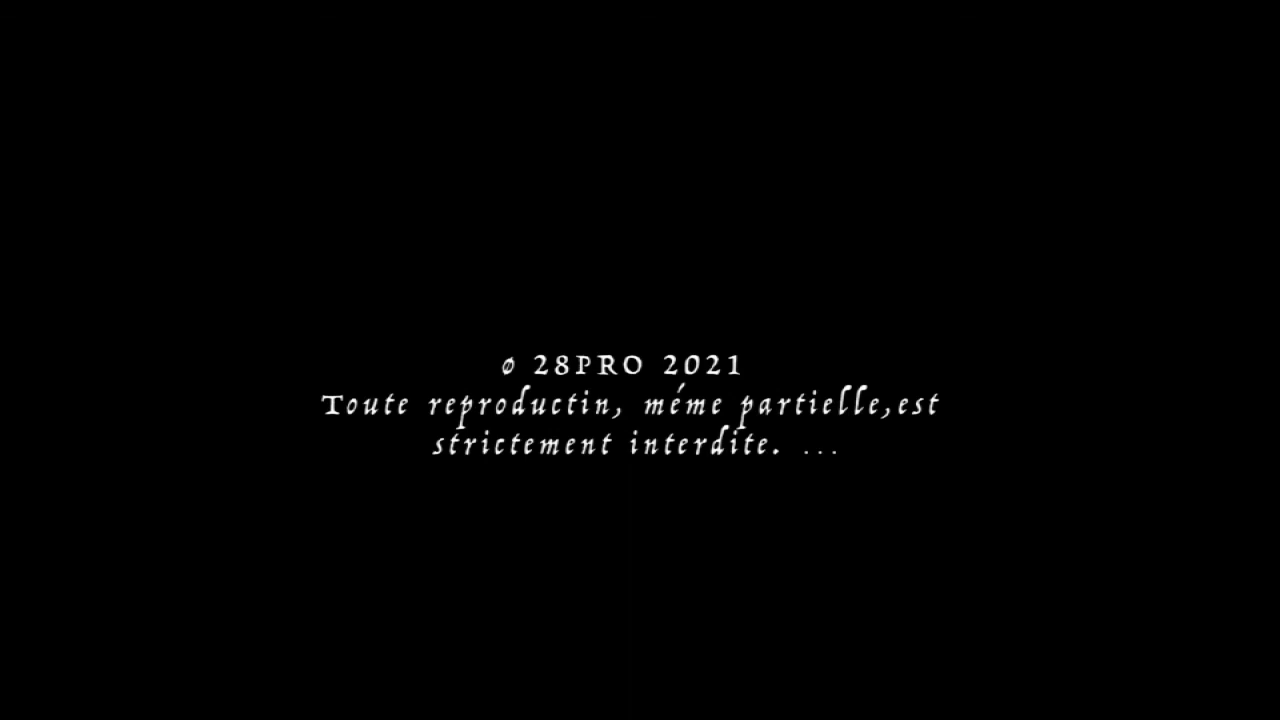 ø 28PRO 2021
Toute reproductin, méme partielle,est
strictement interdite. ...